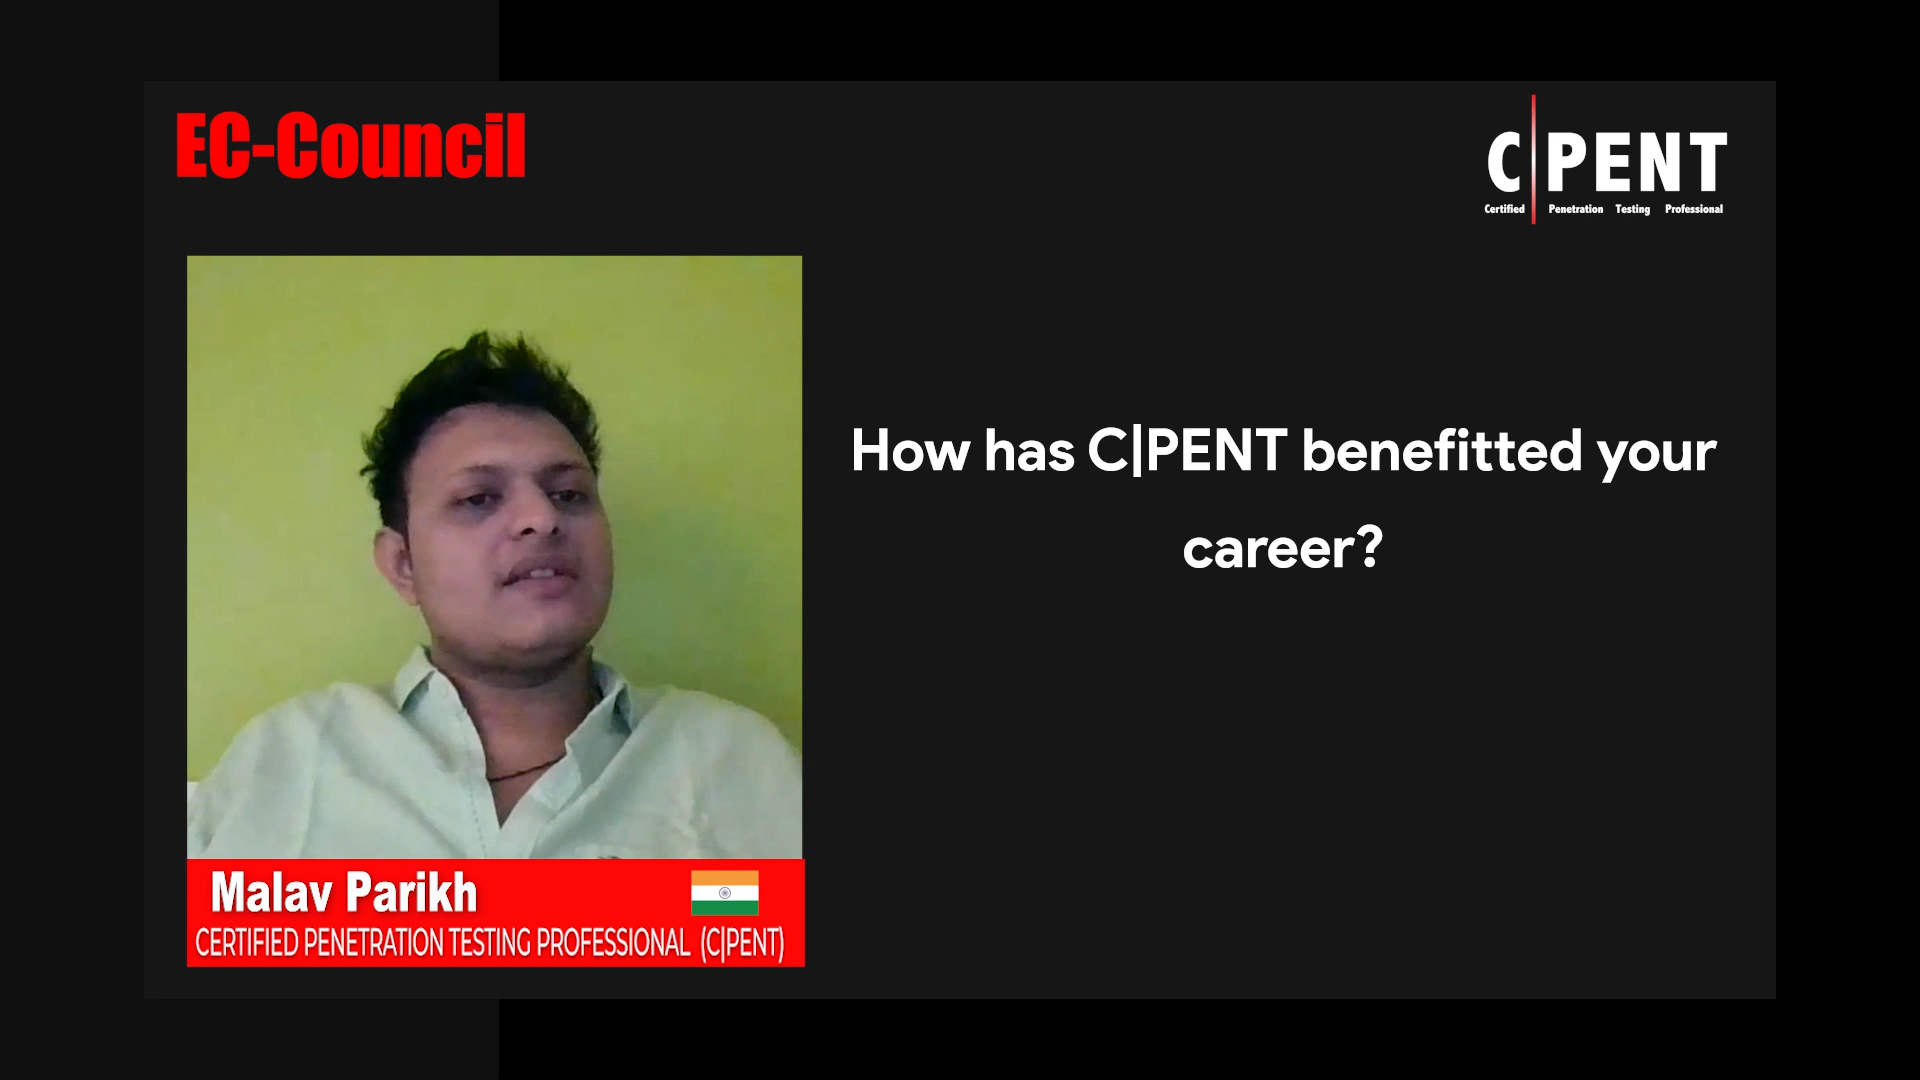 EC-Council
C|PENT
Certified Penetration Testing Professional
How has C|PENT benefitted your
career?
Malav Parikh
CERTIFIED PENETRATION TESTING PROFESSIONAL (C|PENT)